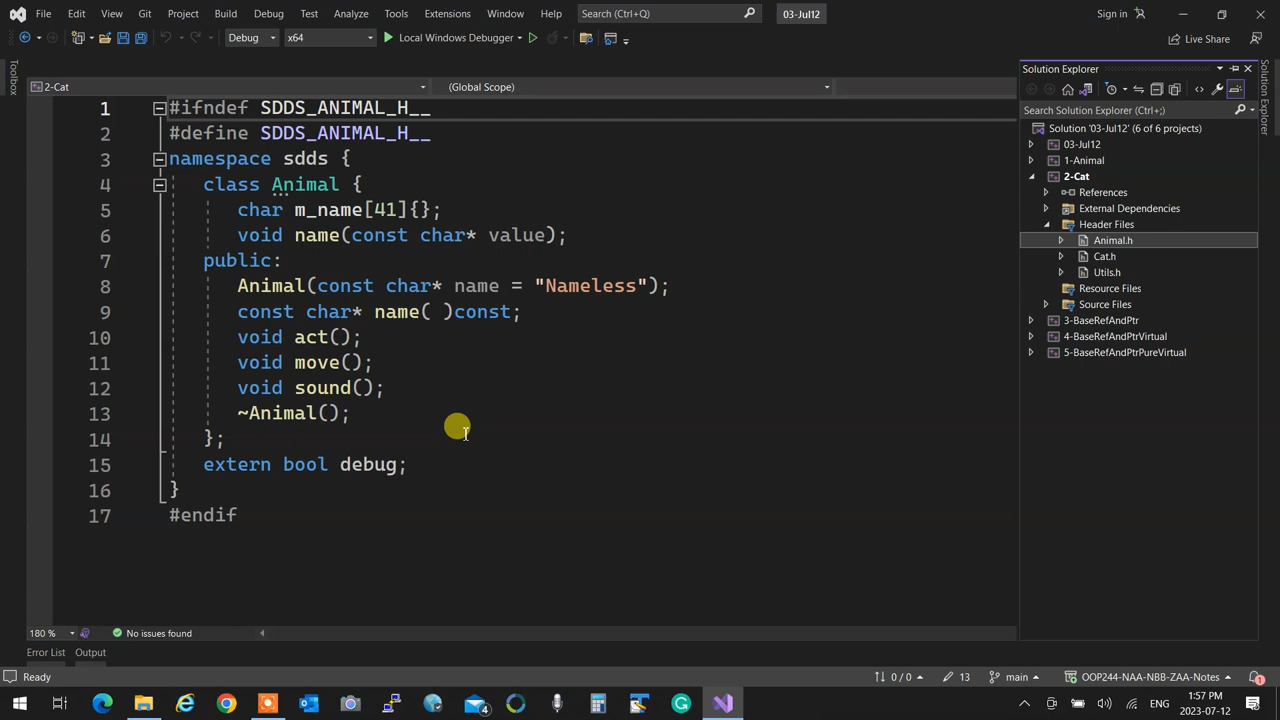 File Edit View Git Project Build Debug Test Analyze Tools Extensions Window Help Search (Ctrl+Q) 03-Jul12 Sign in
Debug x64 Local Windows Debugger Live Share
Toolbox
2-Cat (Global Scope)
1 #ifndef SDDS_ANIMAL_H__
2 #define SDDS_ANIMAL_H__
3 namespace sdds {
4 class Animal {
5 char m_name[41]{};
6 void name(const char* value);
7 public:
8 Animal(const char* name = "Nameless");
9 const char* name( )const;
10 void act();
11 void move();
12 void sound();
13 ~Animal();
14 };
15 extern bool debug;
16 }
17 #endif
180 % No issues found
Solution Explorer
Search Solution Explorer (Ctrl+;)
Solution '03-Jul12' (6 of 6 projects)
03-Jul12
1-Animal
2-Cat
References
External Dependencies
Header Files
Animal.h
Cat.h
Utils.h
Resource Files
Source Files
3-BaseRefAndPtr
4-BaseRefAndPtrVirtual
5-BaseRefAndPtrPureVirtual
Solution Explorer
Team Explorer
Error List Output
Ready 0 / 0 13 main OOP244-NAA-NBB-ZAA-Notes 1
4 ENG 1:57 PM
2023-07-12